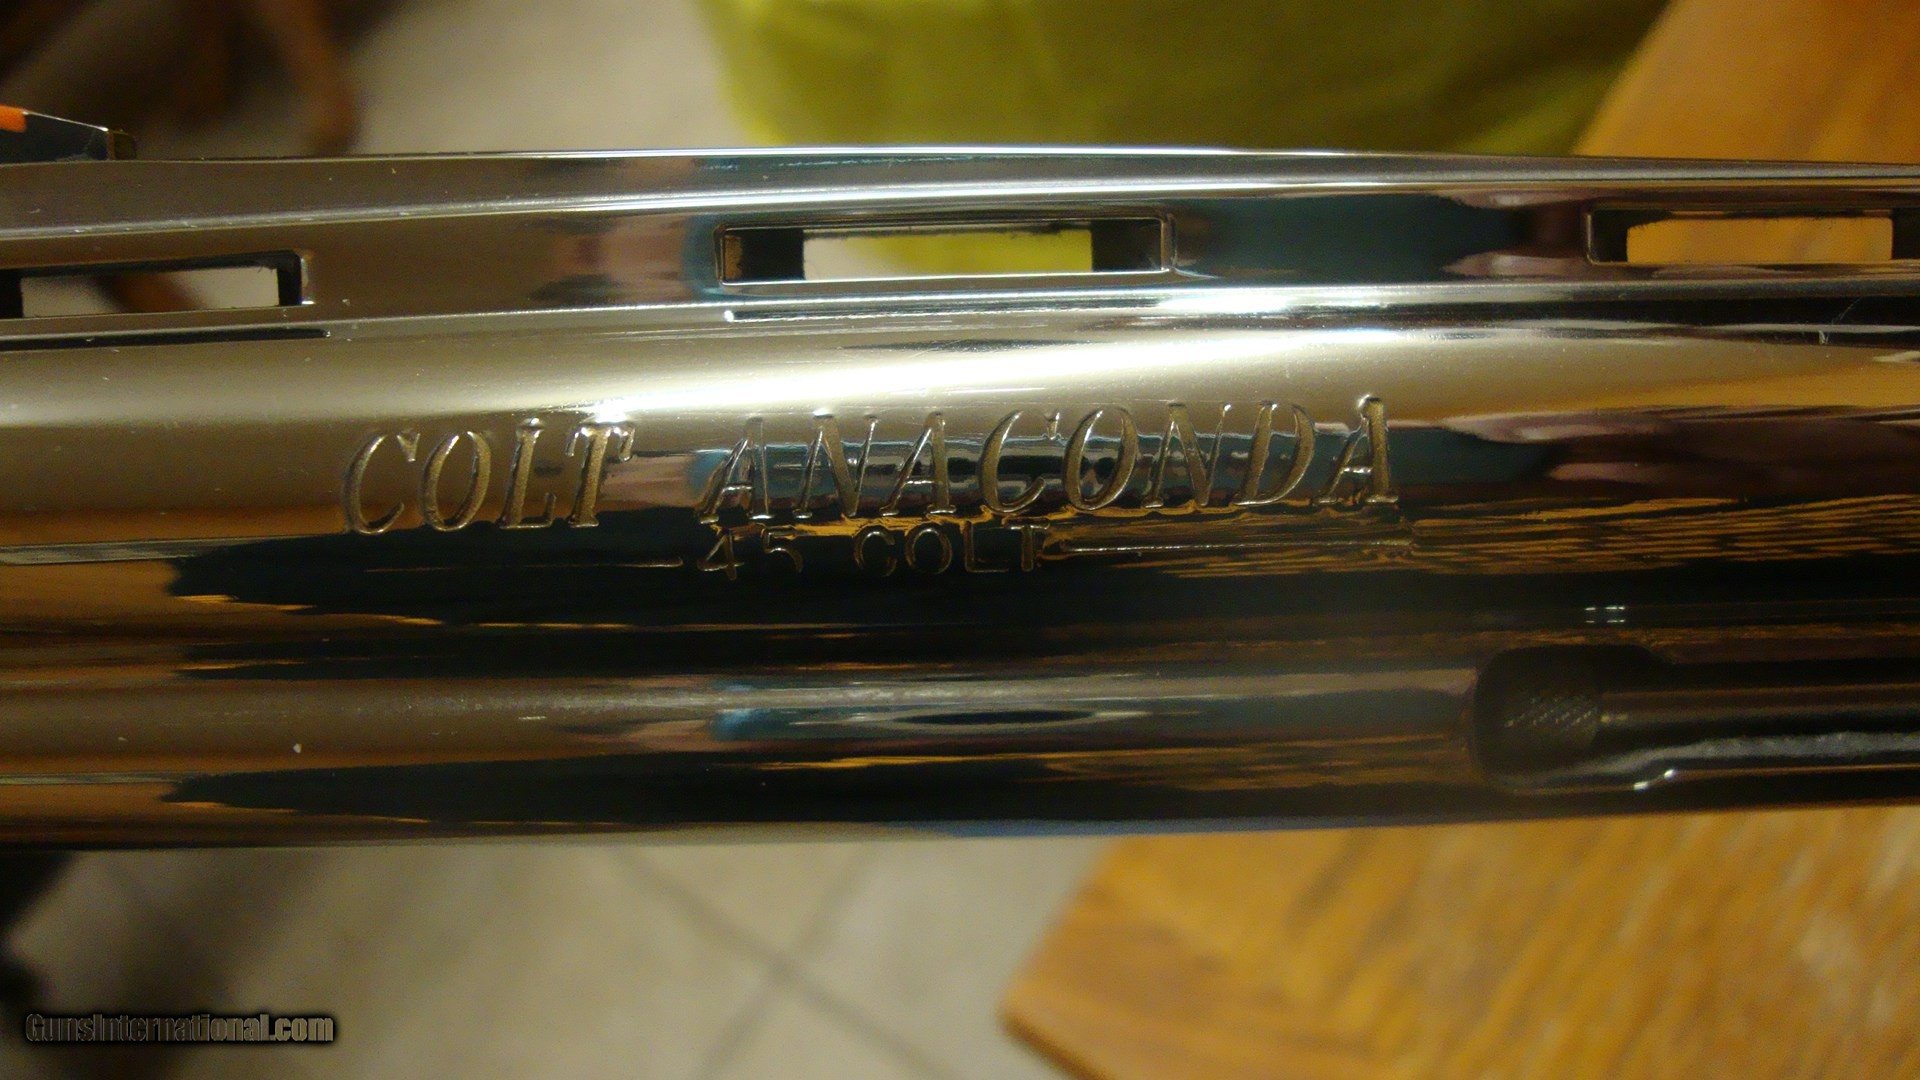 COLT ANACONDA
45 COLT
GunsInternational.com